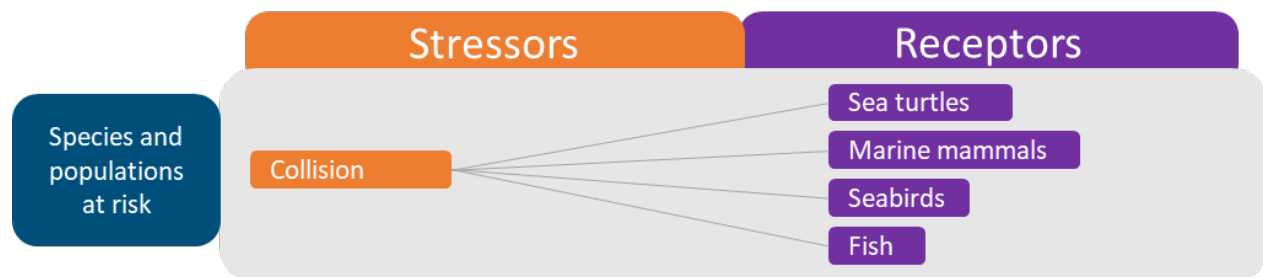 Stressors
Receptors
Species and
populations
at risk
Collision
Sea turtles
Marine mammals
Seabirds
Fish